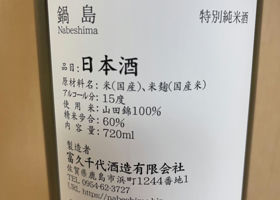 鍋島
特別純米酒
Nabeshima
品目:日本酒
原材料名:米(国産)、米麹(国産米)
アルコール分:15度
使用米:山田錦100%
精米歩合:60%
内容量:720ml
製造者
富久千代酒造有限会社
佐賀県鹿島市浜町1244番地1
TEL 0954-62-3727
URL https://nabeshima